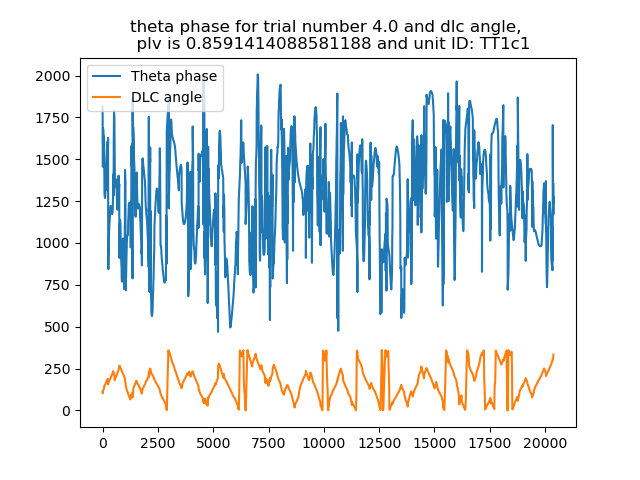 theta phase for trial number 4.0 and dlc angle,
plv is 0.8591414088581188 and unit ID: TT1c1
Theta phase
DLC angle
2000
1750
1500
1250
1000
750
500
250
0
0 2500 5000 7500 10000 12500 15000 17500 20000